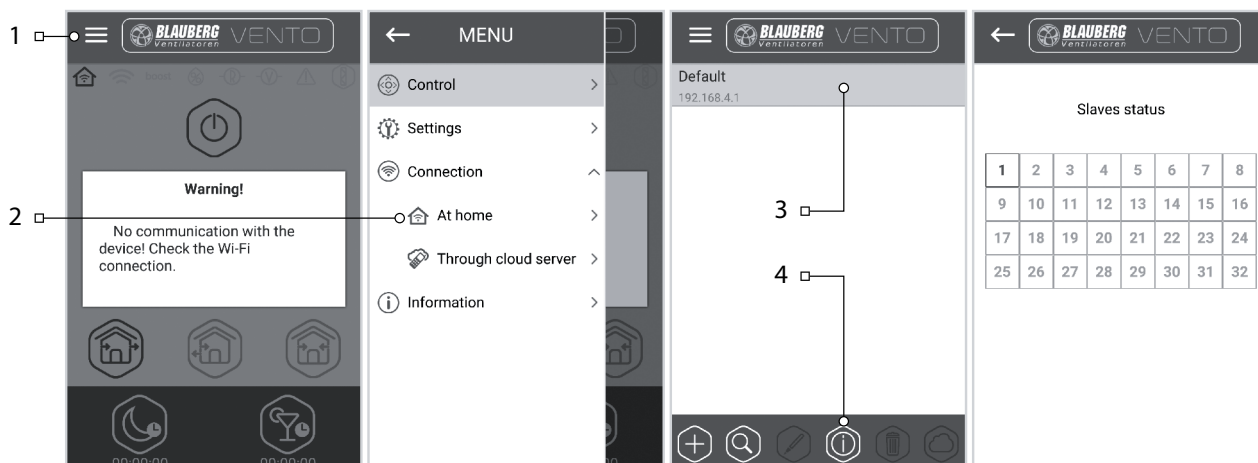 1
BLAUBERG
Ventilatoren
VENTO
boost
Warning!
No communication with the
device! Check the Wi-Fi
connection.
00:00:00
00:00:00
2
MENU
Control
Settings
Connection
At home
Through cloud server
Information
BLAUBERG
Ventilatoren
VENTO
Default
192.168.4.1
3
4
BLAUBERG
Ventilatoren
VENTO
Slaves status
1 2 3 4 5 6 7 8
9 10 11 12 13 14 15 16
17 18 19 20 21 22 23 24
25 26 27 28 29 30 31 32